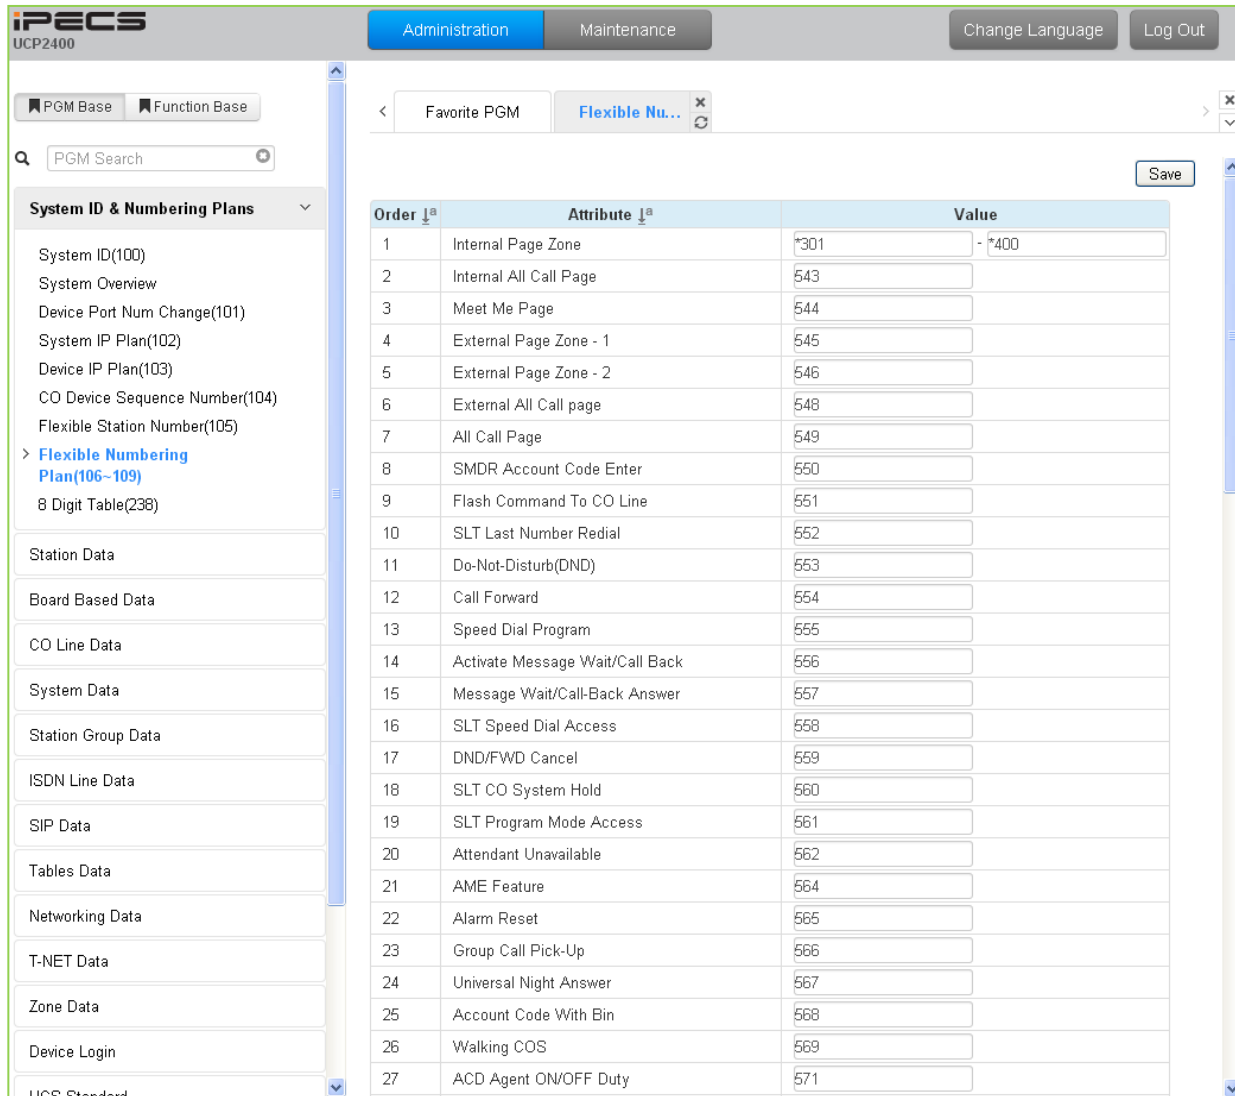 iPECS
UCP2400
Administration
Maintenance
Change Language
Log Out
PGM Base
Function Base
PGM Search
System ID & Numbering Plans
System ID(100)
System Overview
Device Port Num Change(101)
System IP Plan(102)
Device IP Plan(103)
CO Device Sequence Number(104)
Flexible Station Number(105)
Flexible Numbering
Plan(106~109)
8 Digit Table(238)
Station Data
Board Based Data
CO Line Data
System Data
Station Group Data
ISDN Line Data
SIP Data
Tables Data
Networking Data
T-NET Data
Zone Data
Device Login
UCS Standard
Favorite PGM
Flexible Nu...
Save
Order Attribute Value
1 Internal Page Zone *301 - *400
2 Internal All Call Page 543
3 Meet Me Page 544
4 External Page Zone - 1 545
5 External Page Zone - 2 546
6 External All Call page 548
7 All Call Page 549
8 SMDR Account Code Enter 550
9 Flash Command To CO Line 551
10 SLT Last Number Redial 552
11 Do-Not-Disturb(DND) 553
12 Call Forward 554
13 Speed Dial Program 555
14 Activate Message Wait/Call Back 556
15 Message Wait/Call-Back Answer 557
16 SLT Speed Dial Access 558
17 DND/FWD Cancel 559
18 SLT CO System Hold 560
19 SLT Program Mode Access 561
20 Attendant Unavailable 562
21 AME Feature 564
22 Alarm Reset 565
23 Group Call Pick-Up 566
24 Universal Night Answer 567
25 Account Code With Bin 568
26 Walking COS 569
27 ACD Agent ON/OFF Duty 571